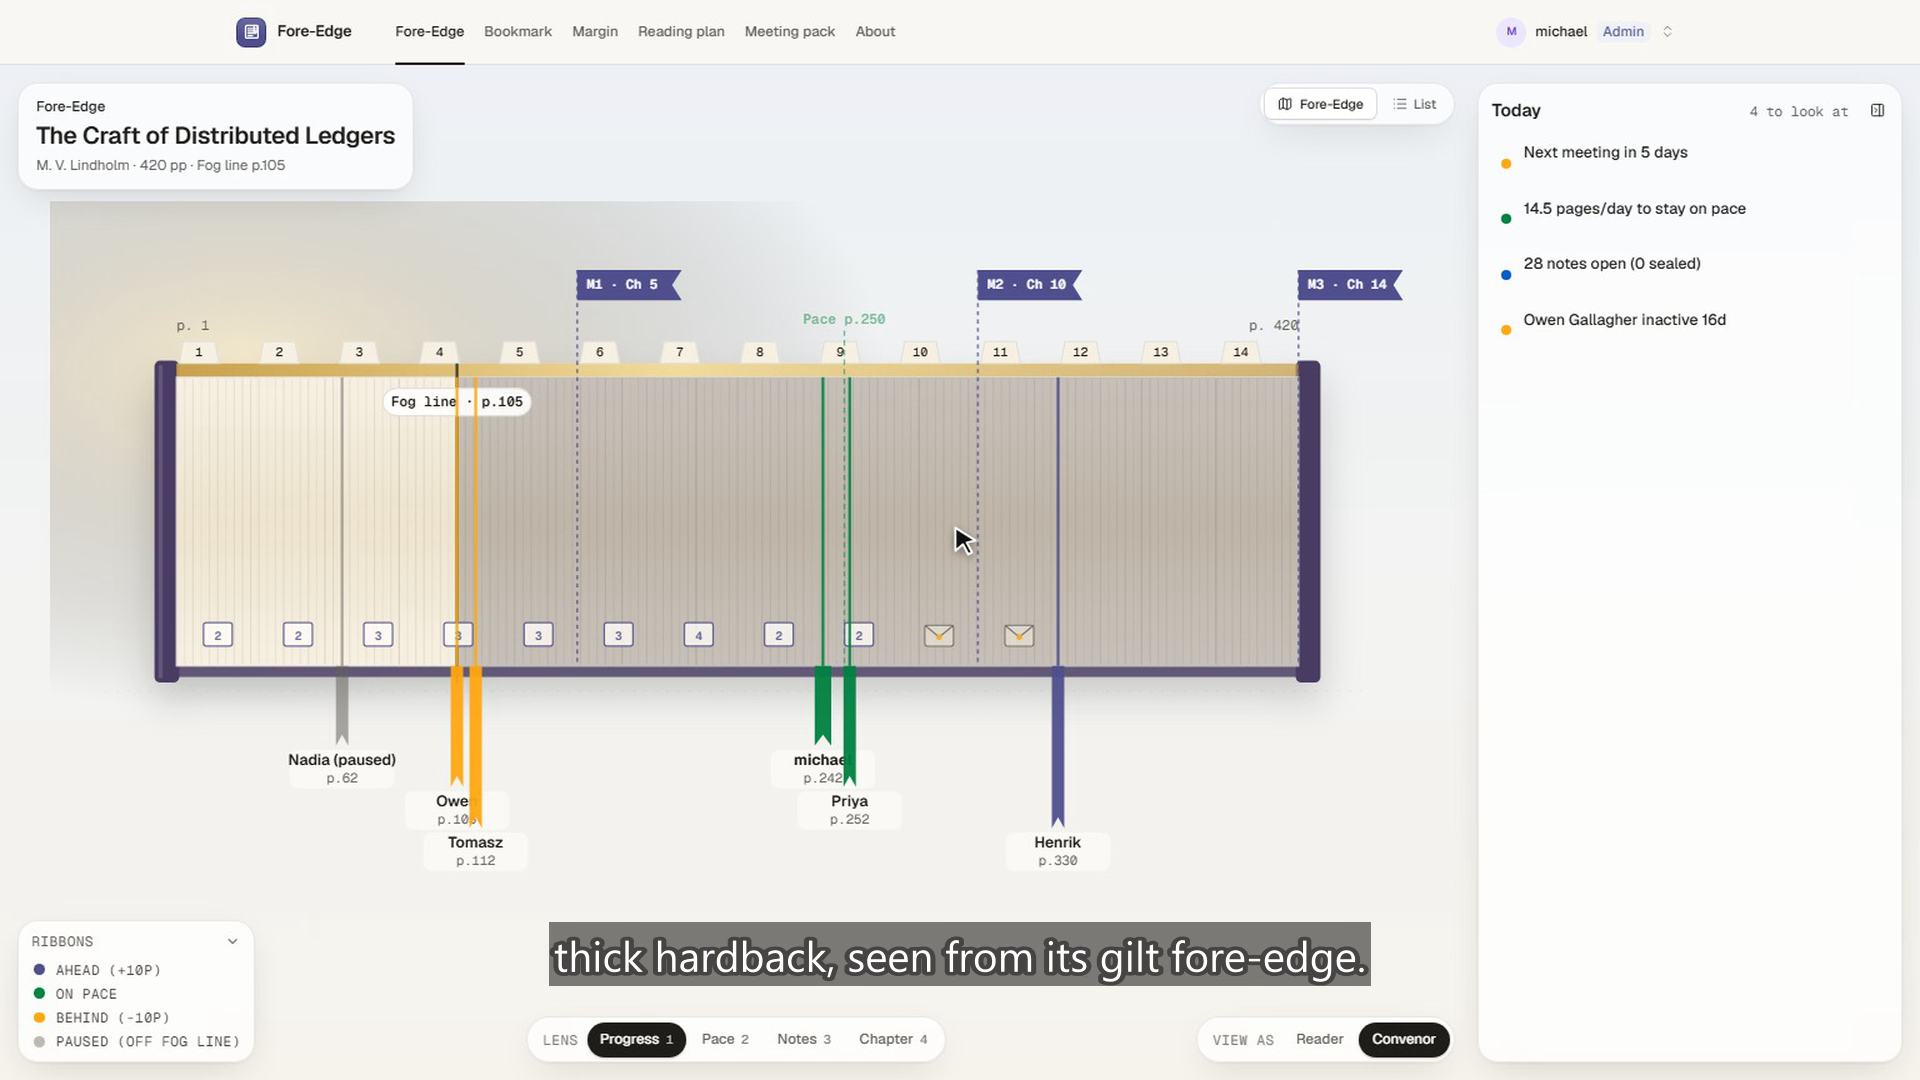 Fore-Edge
Fore-Edge
Bookmark
Margin
Reading plan
Meeting pack
About
M
michael
Admin
Fore-Edge
The Craft of Distributed Ledgers
M. V. Lindholm · 420 pp · Fog line p.105
Fore-Edge
List
Today
4 to look at
Next meeting in 5 days
14.5 pages/day to stay on pace
28 notes open (0 sealed)
Owen Gallagher inactive 16d
M1 · Ch 5
M2 · Ch 10
M3 · Ch 14
Pace p.250
p. 1
p. 420
1 2 3 4 5 6 7 8 9 10 11 12 13 14
Fog line · p.105
2 2 3 3 3 3 4 2 2
Nadia (paused)
p.62
michael
p.242
Priya
p.252
Tomasz
p.112
Henrik
p.330
RIBBONS
AHEAD (+10P)
ON PACE
BEHIND (-10P)
PAUSED (OFF FOG LINE)
thick hardback, seen from its gilt fore-edge.
LENS
Progress 1
Pace 2
Notes 3
Chapter 4
VIEW AS
Reader
Convenor